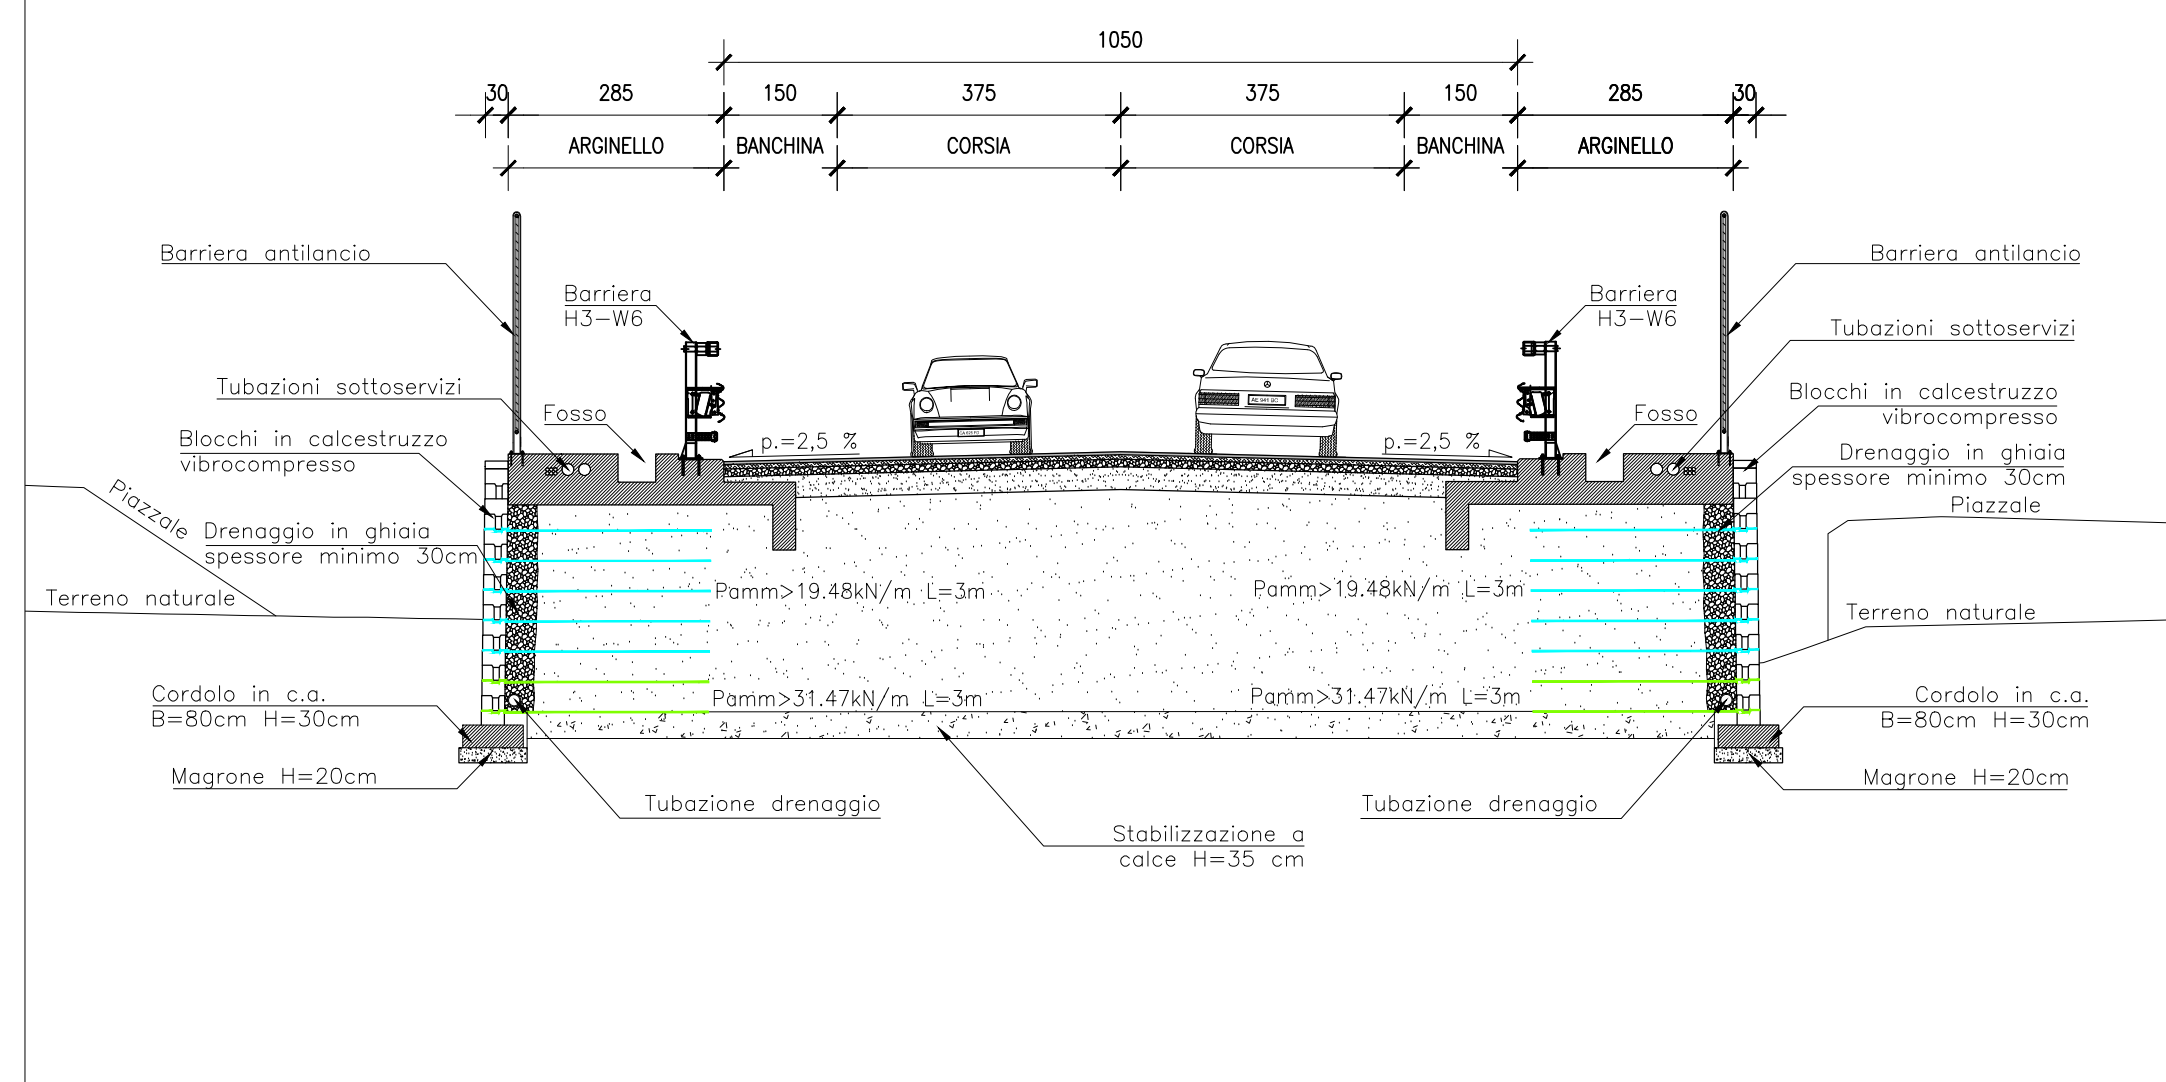 1050
30 285 150 375 375 150 285 30
ARGINELLO BANCHINA CORSIA CORSIA BANCHINA ARGINELLO
Barriera antilancio
Barriera antilancio
Barriera
H3-W6
Barriera
H3-W6
Tubazioni sottoservizi
Tubazioni sottoservizi
Fosso
Fosso
Blocchi in calcestruzzo
vibrocompresso
Blocchi in calcestruzzo
vibrocompresso
p.=2,5 %
p.=2,5 %
AE 941 BC
Piazzale
Piazzale
Drenaggio in ghiaia
spessore minimo 30cm
Drenaggio in ghiaia
spessore minimo 30cm
Terreno naturale
Terreno naturale
Pamm>19.48kN/m L=3m
Pamm>19.48kN/m L=3m
Pamm>31.47kN/m L=3m
Pamm>31.47kN/m L=3m
Cordolo in c.a.
B=80cm H=30cm
Cordolo in c.a.
B=80cm H=30cm
Magrone H=20cm
Magrone H=20cm
Tubazione drenaggio
Tubazione drenaggio
Stabilizzazione a
calce H=35 cm